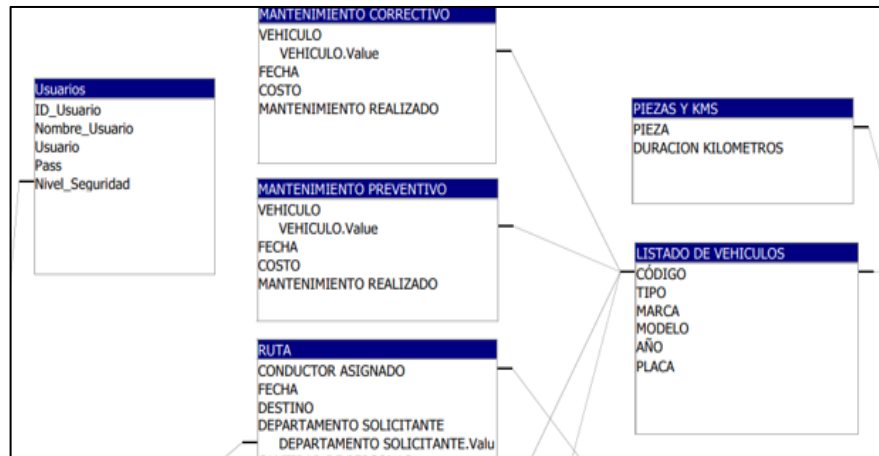 MANTENIMIENTO CORRECTIVO
VEHICULO
VEHICULO.Value
FECHA
COSTO
MANTENIMIENTO REALIZADO
Usuarios
ID_Usuario
Nombre_Usuario
Usuario
Pass
Nivel_Seguridad
PIEZAS Y KMS
PIEZA
DURACION KILOMETROS
MANTENIMIENTO PREVENTIVO
VEHICULO
VEHICULO.Value
FECHA
COSTO
MANTENIMIENTO REALIZADO
LISTADO DE VEHICULOS
CÓDIGO
TIPO
MARCA
MODELO
AÑO
PLACA
RUTA
CONDUCTOR ASIGNADO
FECHA
DESTINO
DEPARTAMENTO SOLICITANTE
DEPARTAMENTO SOLICITANTE.Valu